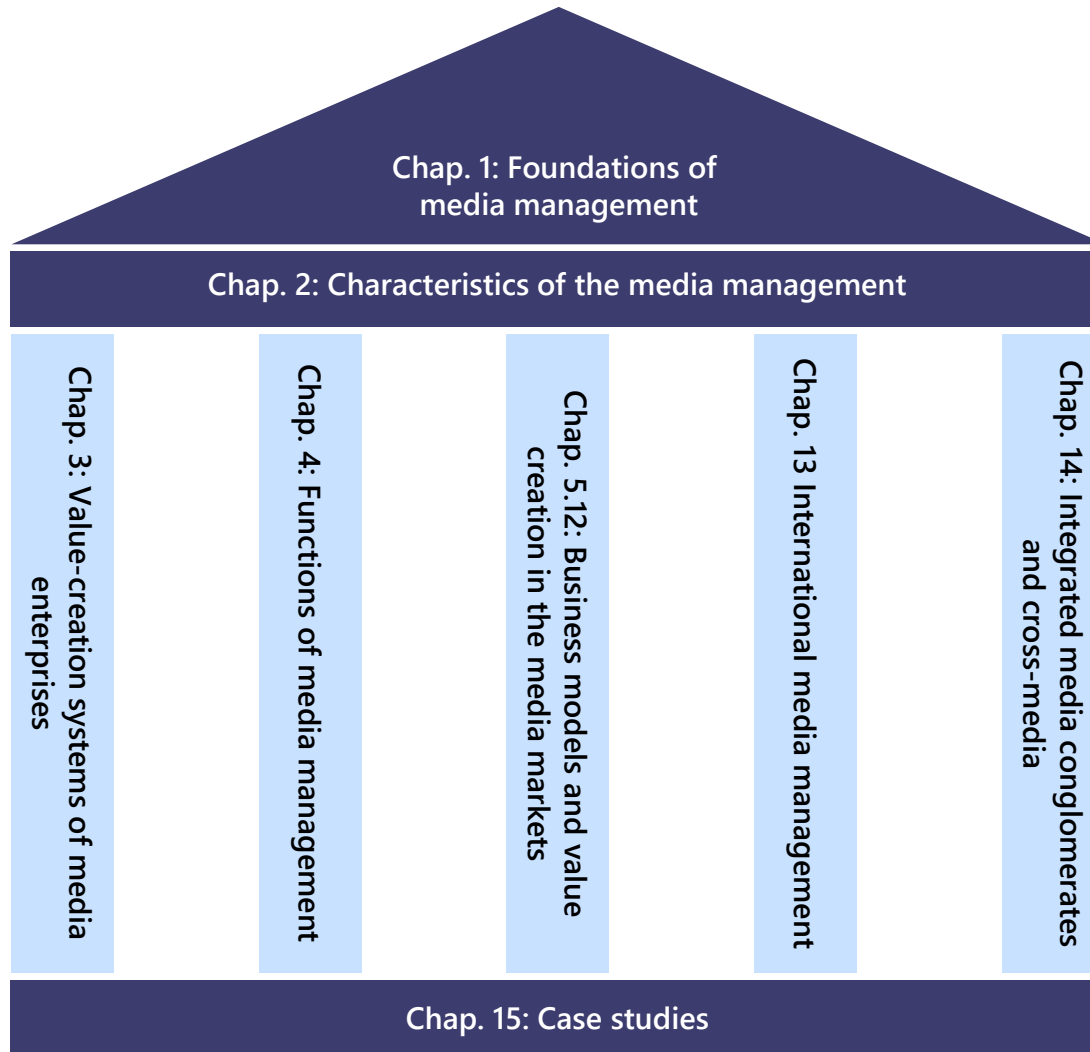 Chap. 1: Foundations of
media management
Chap. 2: Characteristics of the media management
Chap. 3: Value-creation systems of media
enterprises
Chap. 4: Functions of media management
Chap. 5.12: Business models and value
creation in the media markets
Chap. 13 International media management
Chap. 14: Integrated media conglomerates
and cross-media
Chap. 15: Case studies